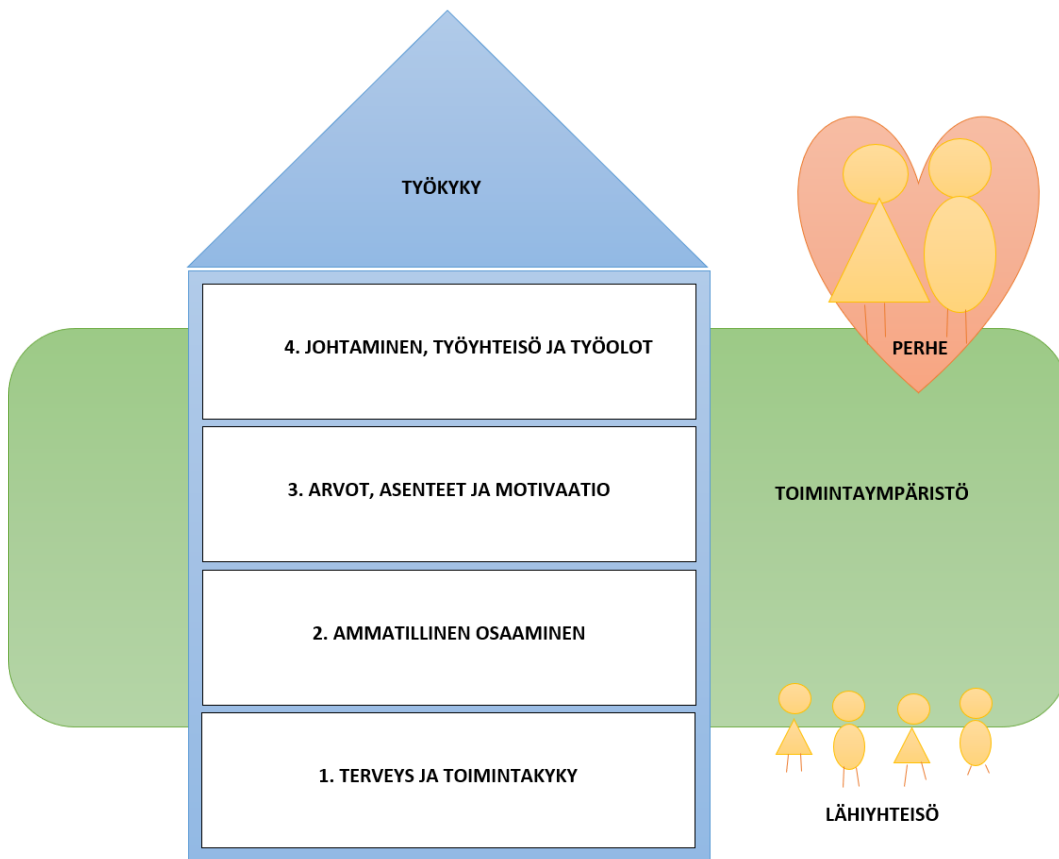 TYÖKYKY
4. JOHTAMINEN, TYÖYHTEISÖ JA TYÖOLOT
PERHE
3. ARVOT, ASENTEET JA MOTIVAATIO
TOIMINTAYMPÄRISTÖ
2. AMMATILLINEN OSAAMINEN
1. TERVEYS JA TOIMINTAKYKY
LÄHIYHTEISÖ